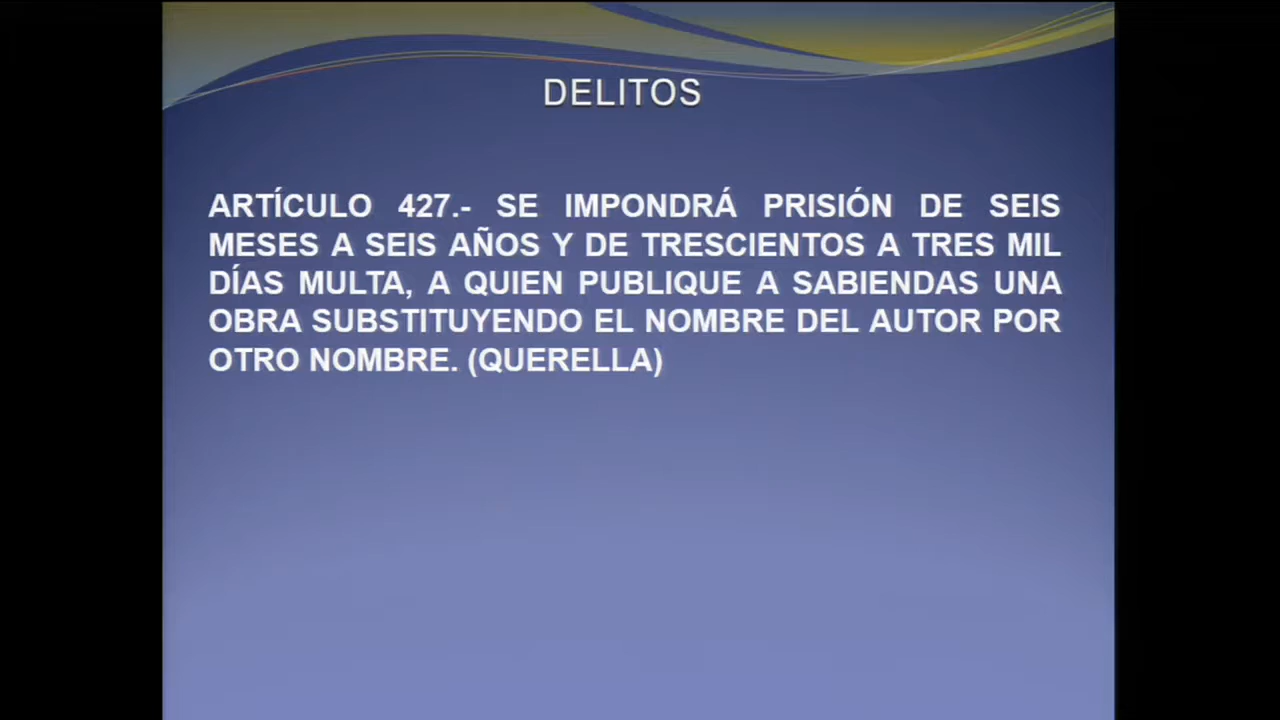 DELITOS
ARTÍCULO 427.- SE IMPONDRÁ PRISIÓN DE SEIS
MESES A SEIS AÑOS Y DE TRESCIENTOS A TRES MIL
DÍAS MULTA, A QUIEN PUBLIQUE A SABIENDAS UNA
OBRA SUBSTITUYENDO EL NOMBRE DEL AUTOR POR
OTRO NOMBRE. (QUERELLA)